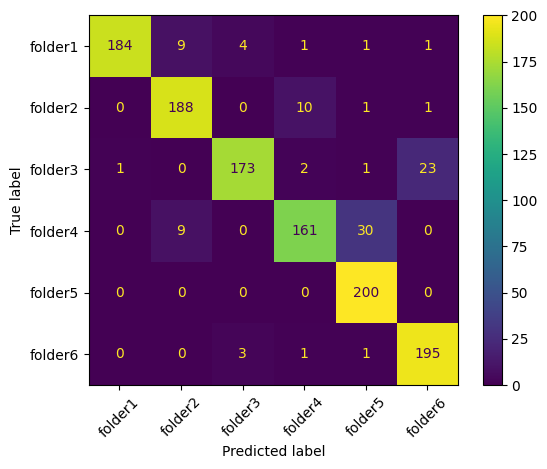 folder1 184 9 4 1 1 1
folder2 0 188 0 10 1 1
folder3 1 0 173 2 1 23
folder4 0 9 0 161 30 0
folder5 0 0 0 0 200 0
folder6 0 0 3 1 1 195
folder1 folder2 folder3 folder4 folder5 folder6
Predicted label
True label
200
175
150
125
100
75
50
25
0